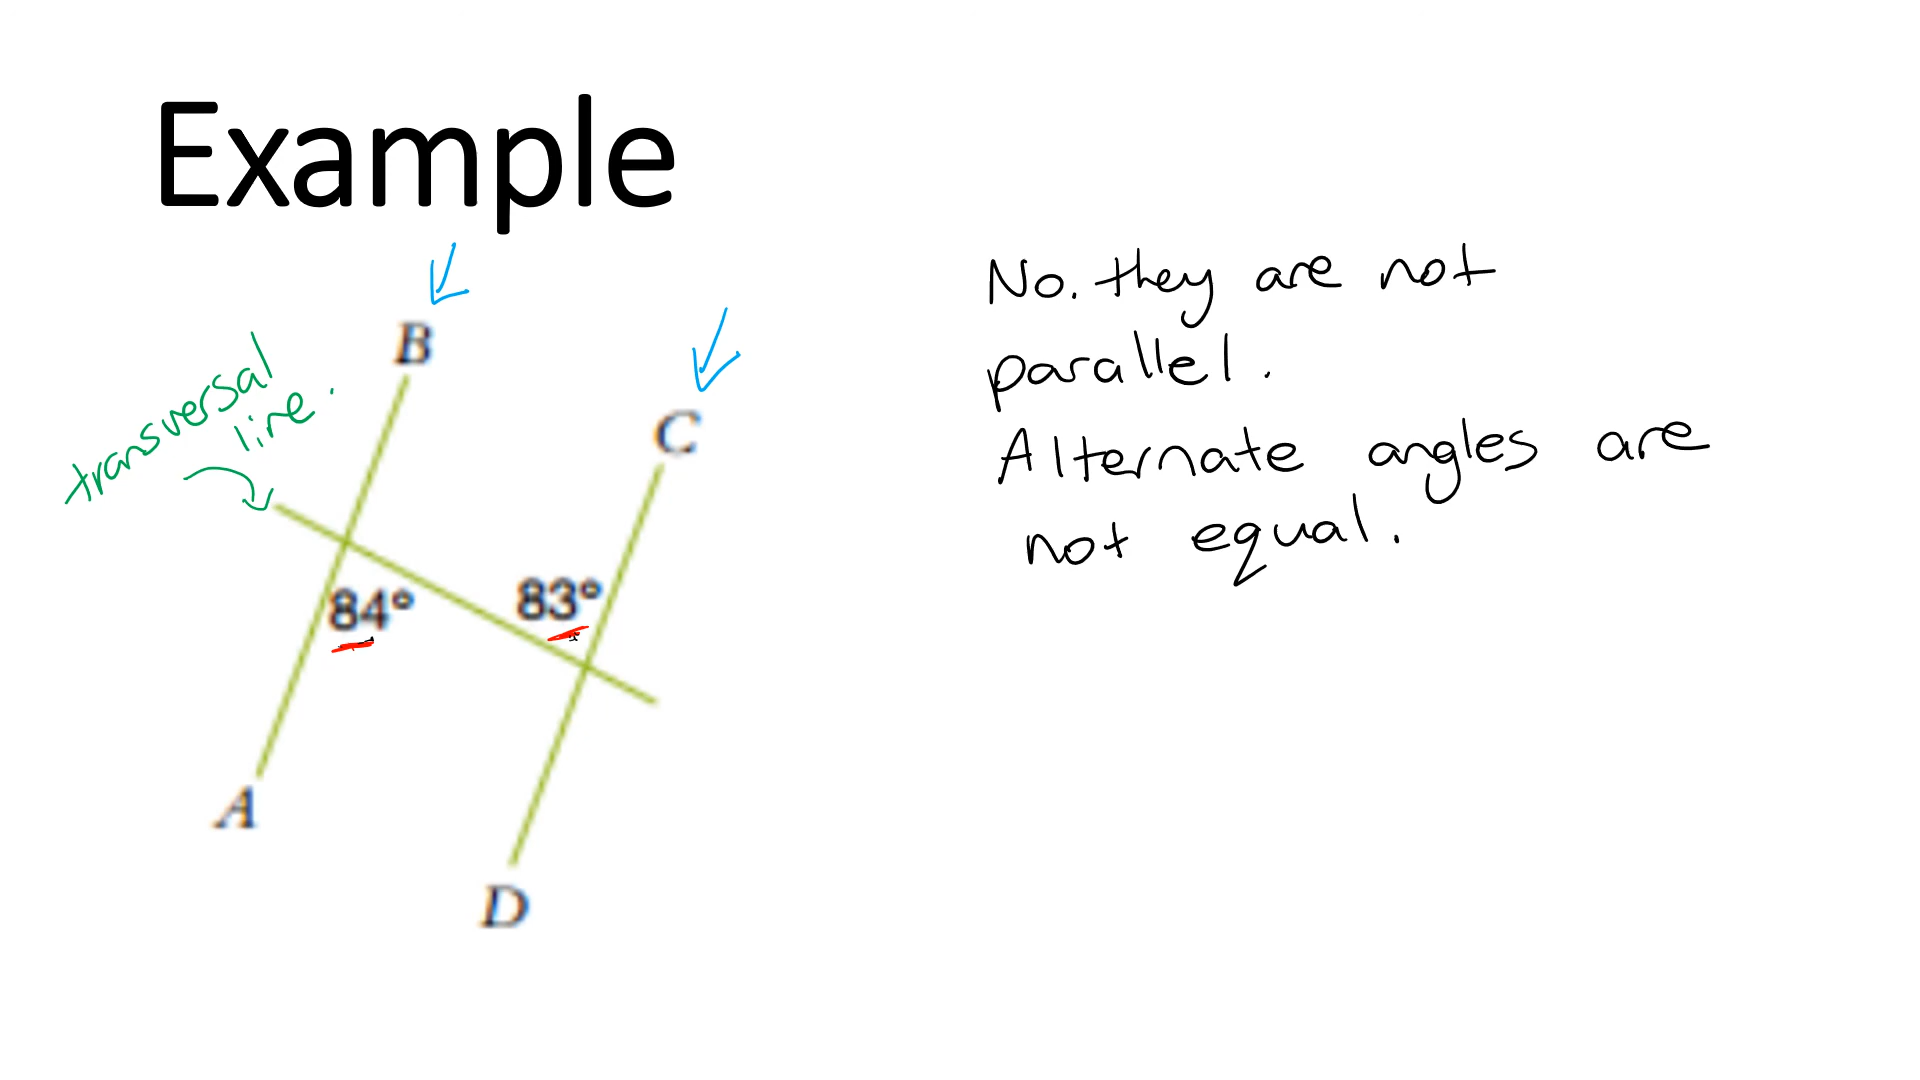 Example
B
C
transversal
line.
84°
83°
A
D
No. they are not
parallel.
Alternate angles are
not equal.